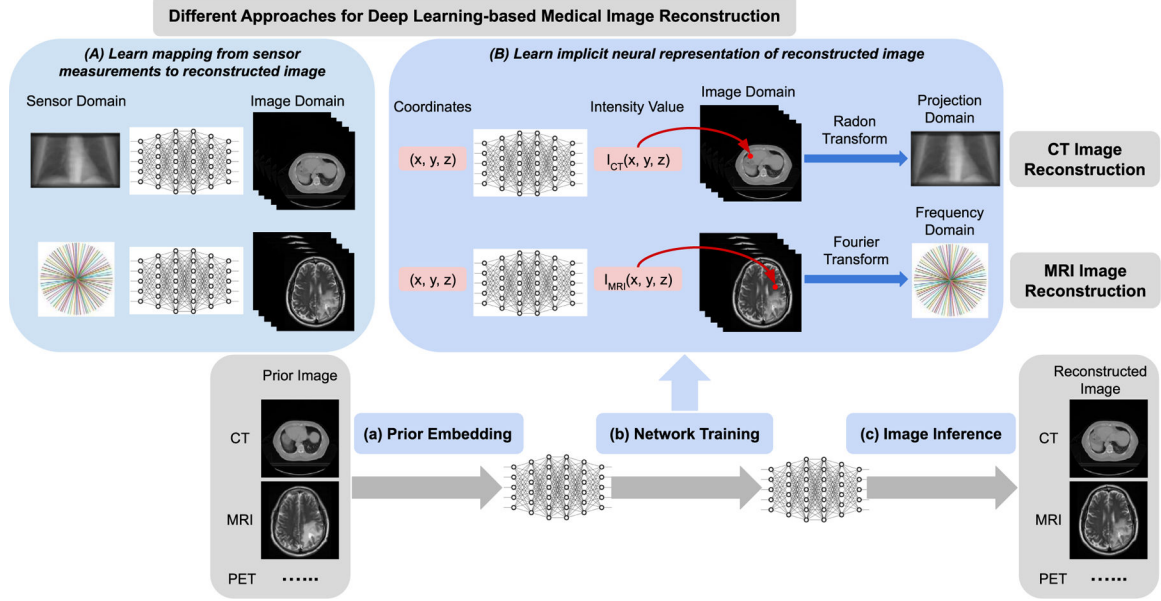 Different Approaches for Deep Learning-based Medical Image Reconstruction
(A) Learn mapping from sensor
measurements to reconstructed image
Sensor Domain
Image Domain
(B) Learn implicit neural representation of reconstructed image
Coordinates
Intensity Value
Image Domain
Projection
Domain
(x, y, z)
I_CT(x, y, z)
Radon
Transform
CT Image
Reconstruction
Frequency
Domain
(x, y, z)
I_MRI(x, y, z)
Fourier
Transform
MRI Image
Reconstruction
Prior Image
CT
MRI
PET ······
(a) Prior Embedding
(b) Network Training
(c) Image Inference
Reconstructed
Image
CT
MRI
PET ······